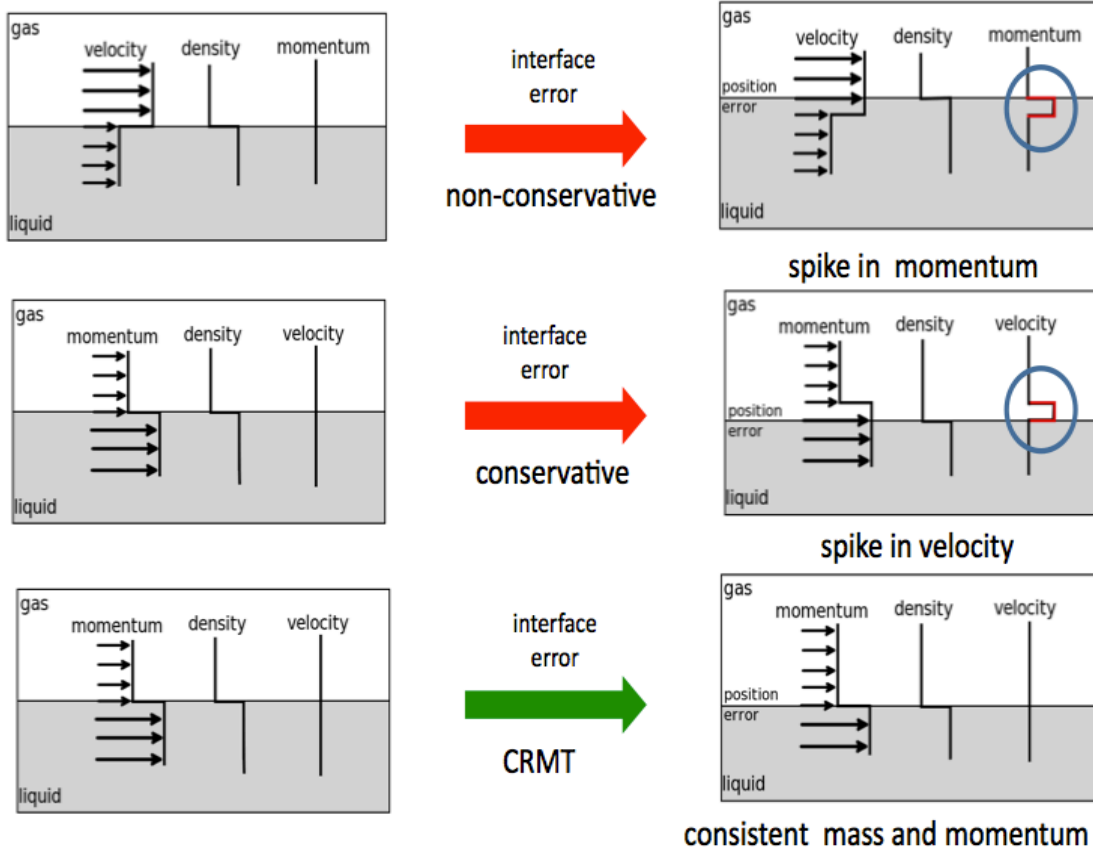 gas
velocity density momentum
liquid
interface
error
non-conservative
gas
velocity density momentum
position
error
liquid
spike in momentum
gas
momentum density velocity
liquid
interface
error
conservative
gas
momentum density velocity
position
error
liquid
spike in velocity
gas
momentum density velocity
liquid
interface
error
CRMT
gas
momentum density velocity
position
error
liquid
consistent mass and momentum